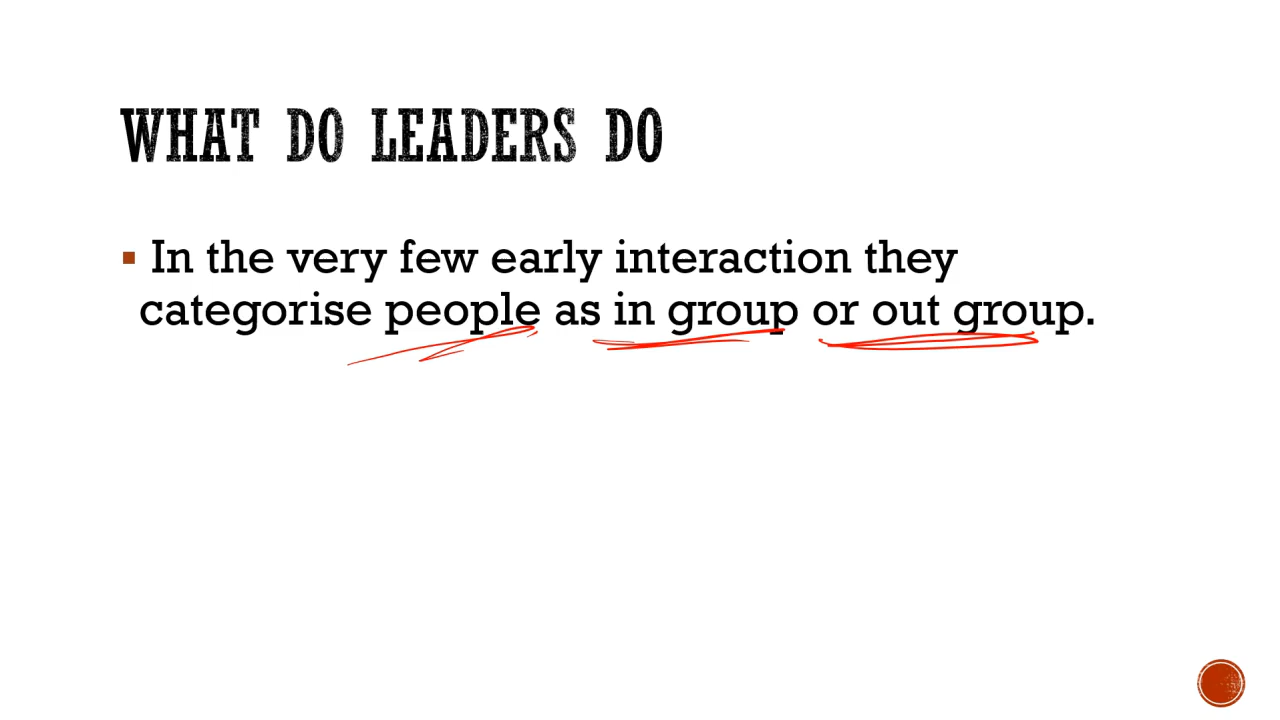 WHAT DO LEADERS DO
In the very few early interaction they
categorise people as in group or out group.